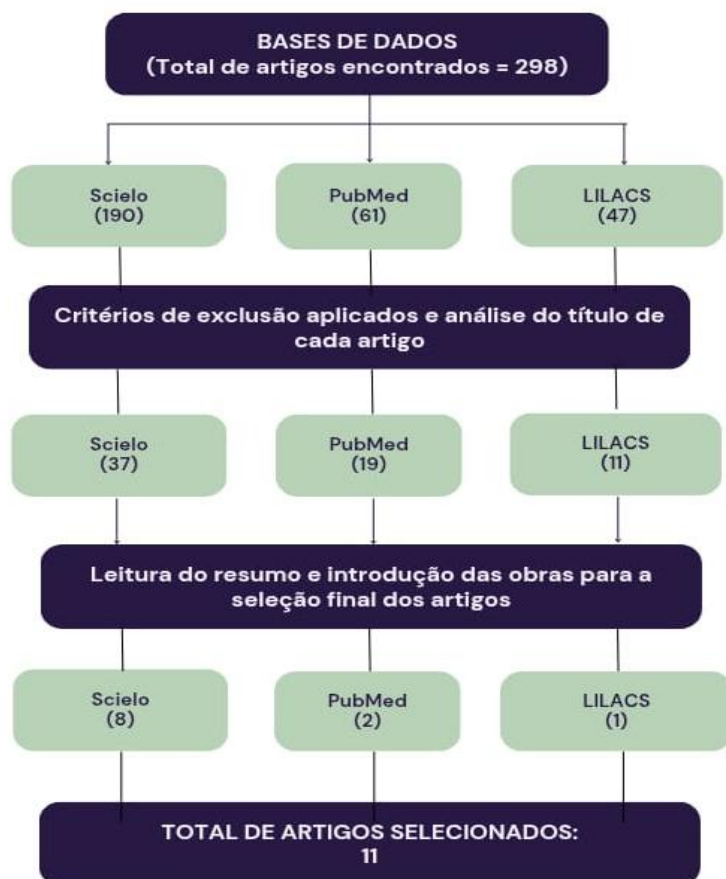 BASES DE DADOS
(Total de artigos encontrados = 298)
Scielo
(190)
PubMed
(61)
LILACS
(47)
Critérios de exclusão aplicados e análise do título de
cada artigo
Scielo
(37)
PubMed
(19)
LILACS
(11)
Leitura do resumo e introdução das obras para a
seleção final dos artigos
Scielo
(8)
PubMed
(2)
LILACS
(1)
TOTAL DE ARTIGOS SELECIONADOS:
11